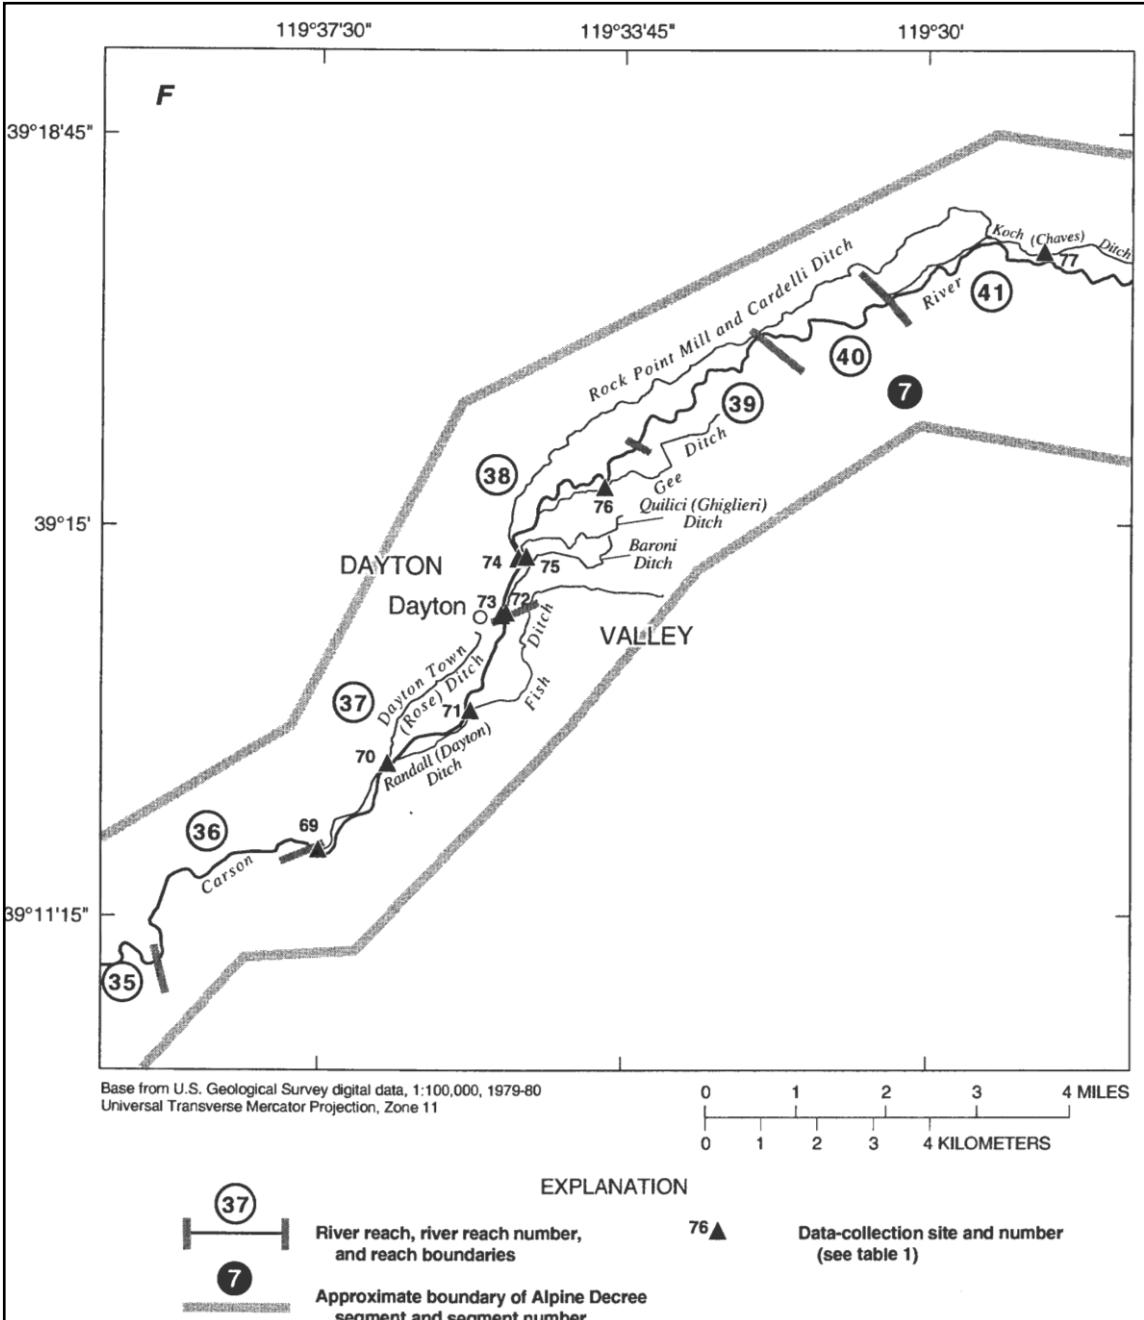 119°37'30" 119°33'45" 119°30'
F
39°18'45"
Koch (Chaves) Ditch
77
River
41
Rock Point Mill and Cardelli Ditch
40
7
39
Gee Ditch
38
76
Quilici (Ghiglieri)
Ditch
39°15'
74
75
Baroni
Ditch
DAYTON
Dayton
73
72
VALLEY
Fish Ditch
Dayton Town
(Rose) Ditch
37
71
70
Randall (Dayton)
Ditch
69
36
Carson
39°11'15"
35
Base from U.S. Geological Survey digital data, 1:100,000, 1979-80
Universal Transverse Mercator Projection, Zone 11
0 1 2 3 4 MILES
0 1 2 3 4 KILOMETERS
EXPLANATION
37
River reach, river reach number,
and reach boundaries
76
Data-collection site and number
(see table 1)
7
Approximate boundary of Alpine Decree
segment and segment number